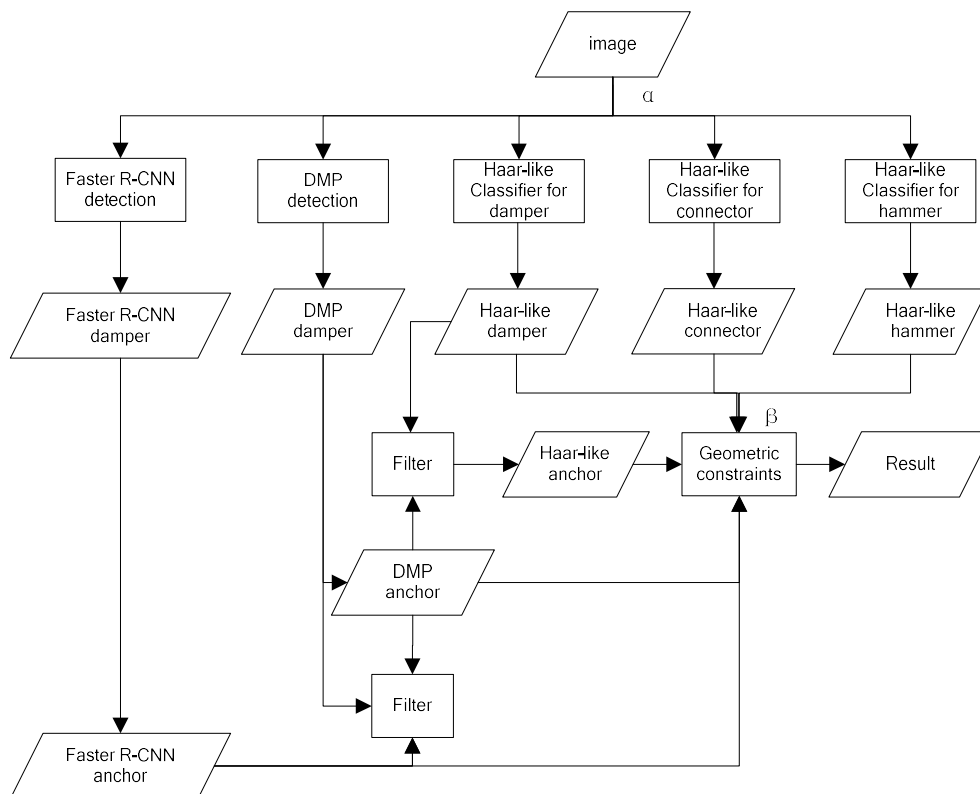 image
α
Faster R-CNN
detection
DMP
detection
Haar-like
Classifier for
damper
Haar-like
Classifier for
connector
Haar-like
Classifier for
hammer
Faster R-CNN
damper
DMP
damper
Haar-like
damper
Haar-like
connector
Haar-like
hammer
β
Filter
Haar-like
anchor
Geometric
constraints
Result
DMP
anchor
Filter
Faster R-CNN
anchor